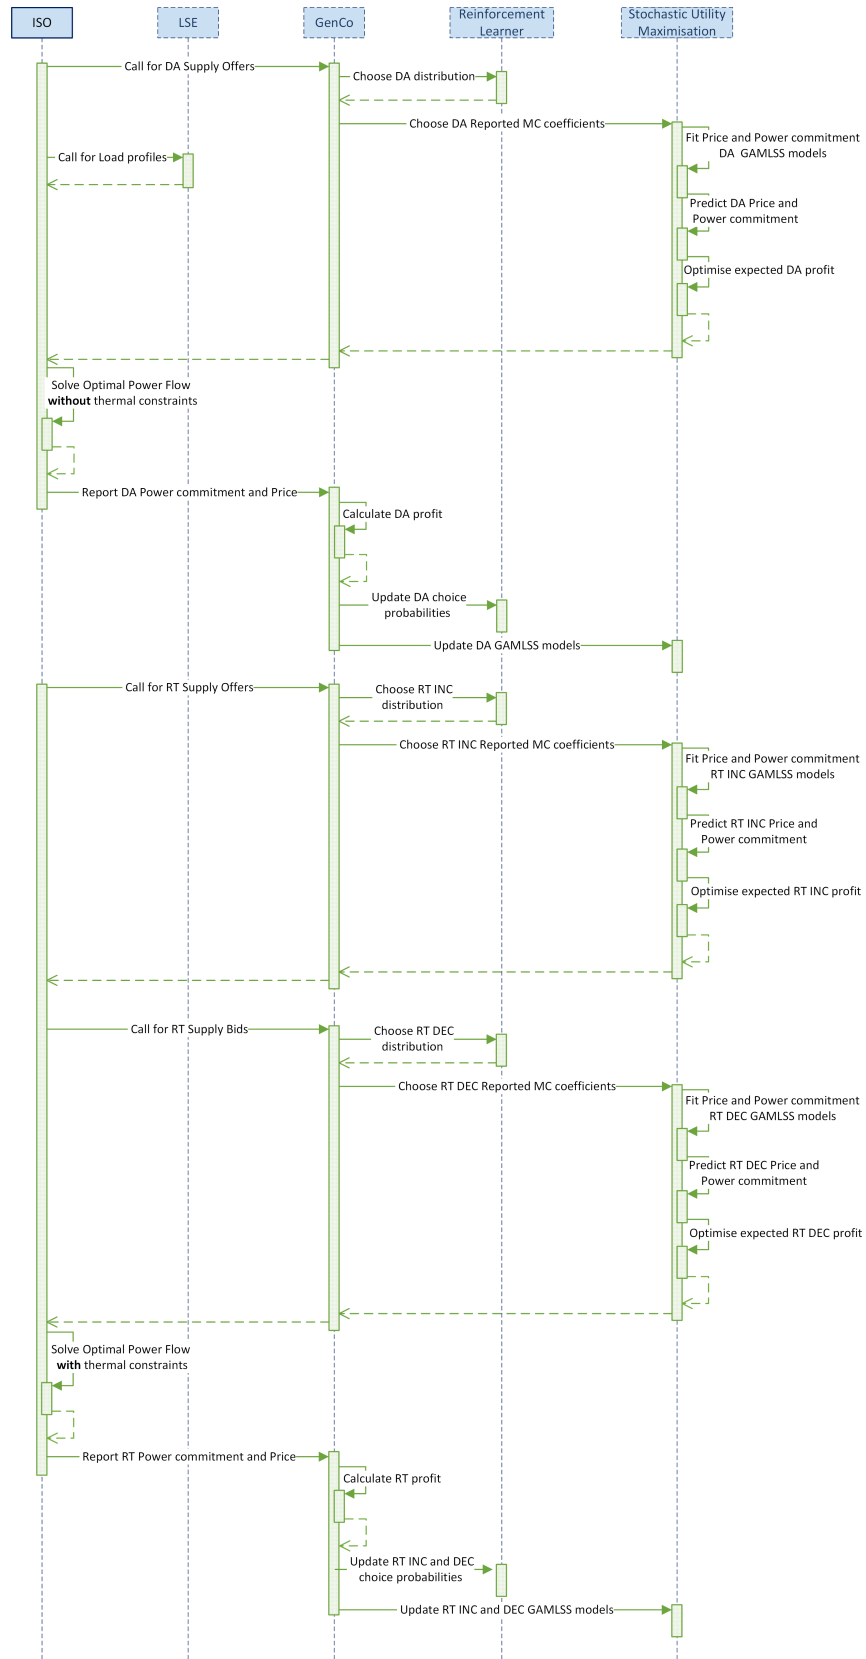 ISO
LSE
GenCo
Reinforcement
Learner
Stochastic Utility
Maximisation
Call for DA Supply Offers
Choose DA distribution
Choose DA Reported MC coefficients
Fit Price and Power commitment
DA GAMLSS models
Call for Load profiles
Predict DA Price and
Power commitment
Optimise expected DA profit
Solve Optimal Power Flow
without thermal constraints
Report DA Power commitment and Price
Calculate DA profit
Update DA choice
probabilities
Update DA GAMLSS models
Call for RT Supply Offers
Choose RT INC
distribution
Choose RT INC Reported MC coefficients
Fit Price and Power commitment
RT INC GAMLSS models
Predict RT INC Price and
Power commitment
Optimise expected RT INC profit
Call for RT Supply Bids
Choose RT DEC
distribution
Choose RT DEC Reported MC coefficients
Fit Price and Power commitment
RT DEC GAMLSS models
Predict RT DEC Price and
Power commitment
Optimise expected RT DEC profit
Solve Optimal Power Flow
with thermal constraints
Report RT Power commitment and Price
Calculate RT profit
Update RT INC and DEC
choice probabilities
Update RT INC and DEC GAMLSS models